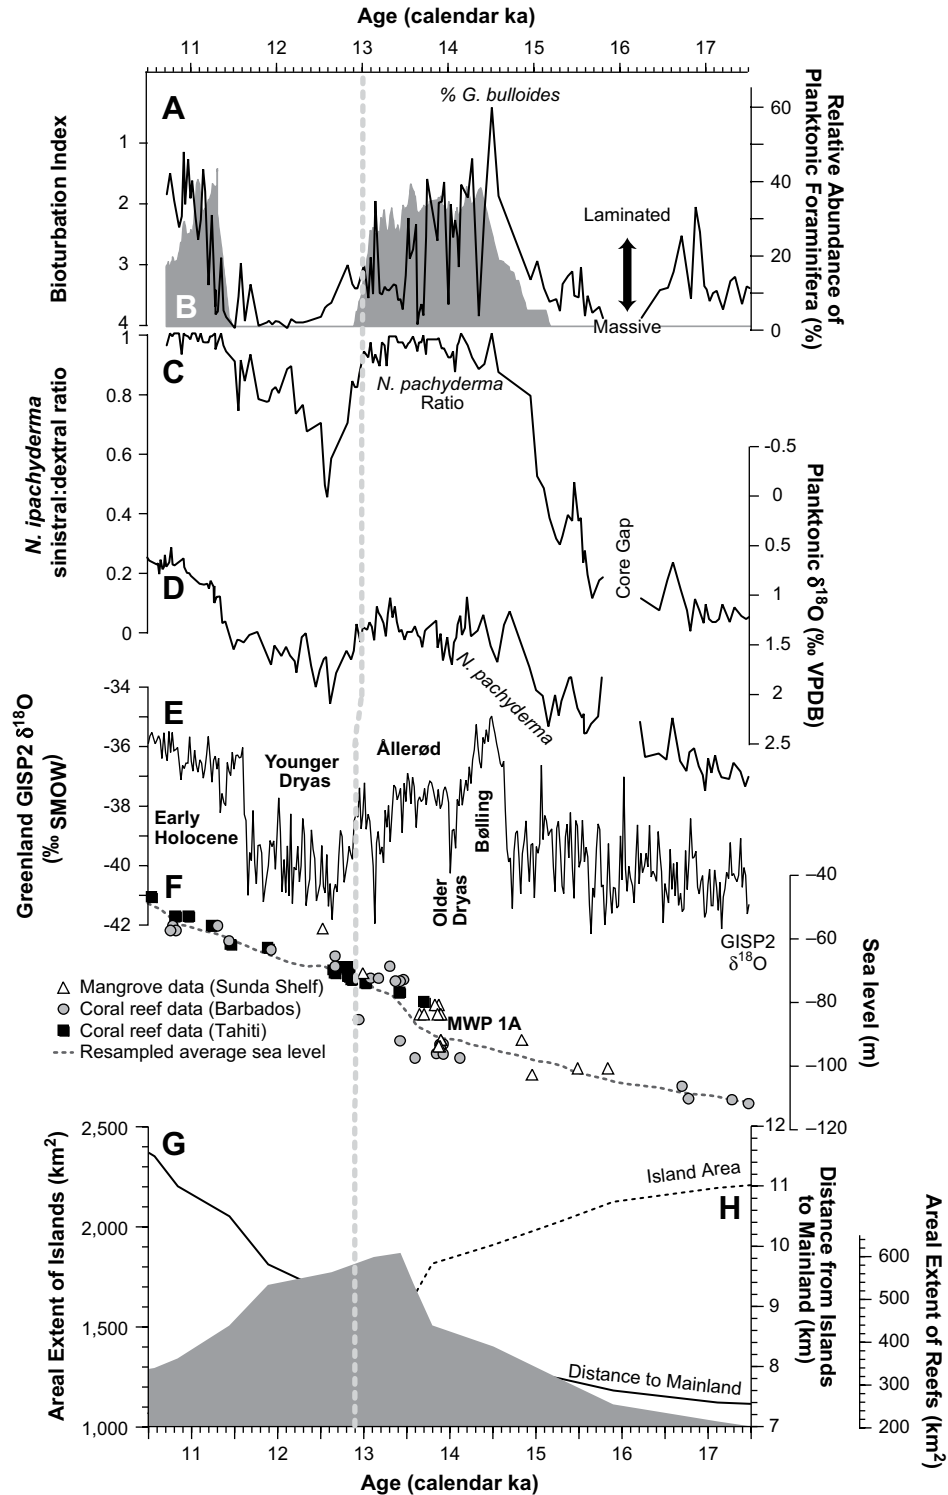 Age (calendar ka)
11 12 13 14 15 16 17
A
% G. bulloides
Bioturbation Index
1
2
3
4
B
Laminated
Massive
60
40
20
0
Relative Abundance of
Planktonic Foraminifera (%)
N. ipachyderma
sinistral:dextral ratio
1
0.8
0.6
0.4
0.2
0
C
N. pachyderma
Ratio
Core Gap
-0.5
0
0.5
1
1.5
2
2.5
Planktonic δ18O (‰ VPDB)
D
N. pachyderma
Greenland GISP2 δ18O
(‰ SMOW)
-34
-36
-38
-40
-42
E
Younger
Dryas
Ållerød
Early
Holocene
Bølling
Older
Dryas
GISP2
δ18O
F
–40
–60
–80
–100
–120
Sea level (m)
Mangrove data (Sunda Shelf)
Coral reef data (Barbados)
Coral reef data (Tahiti)
Resampled average sea level
MWP 1A
Areal Extent of Islands (km2)
2,500
2,000
1,500
1,000
G
Island Area
H
Distance to Mainland
12
11
10
9
8
7
Distance from Islands
to Mainland (km)
600
500
400
300
200
Areal Extent of Reefs (km2)
11 12 13 14 15 16 17
Age (calendar ka)